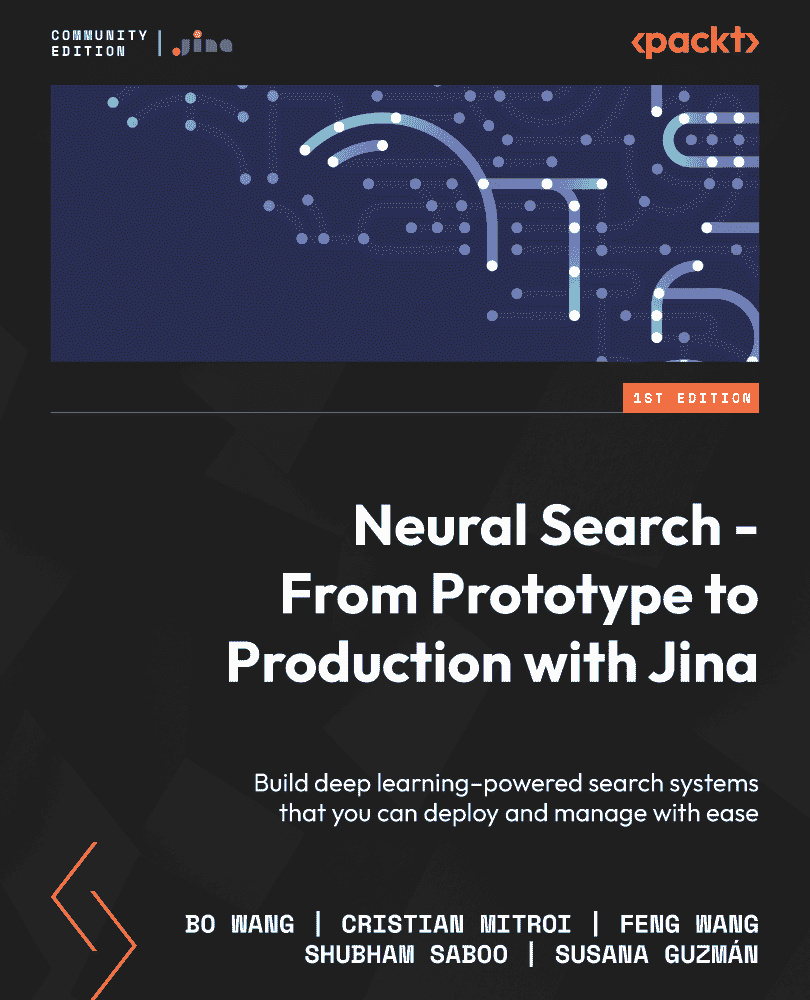 COMMUNITY
EDITION
Jina
<packt>
1ST EDITION
Neural Search -
From Prototype to
Production with Jina
Build deep learning-powered search systems
that you can deploy and manage with ease
BO WANG | CRISTIAN MITROI | FENG WANG
SHUBHAM SABOO | SUSANA GUZMÁN